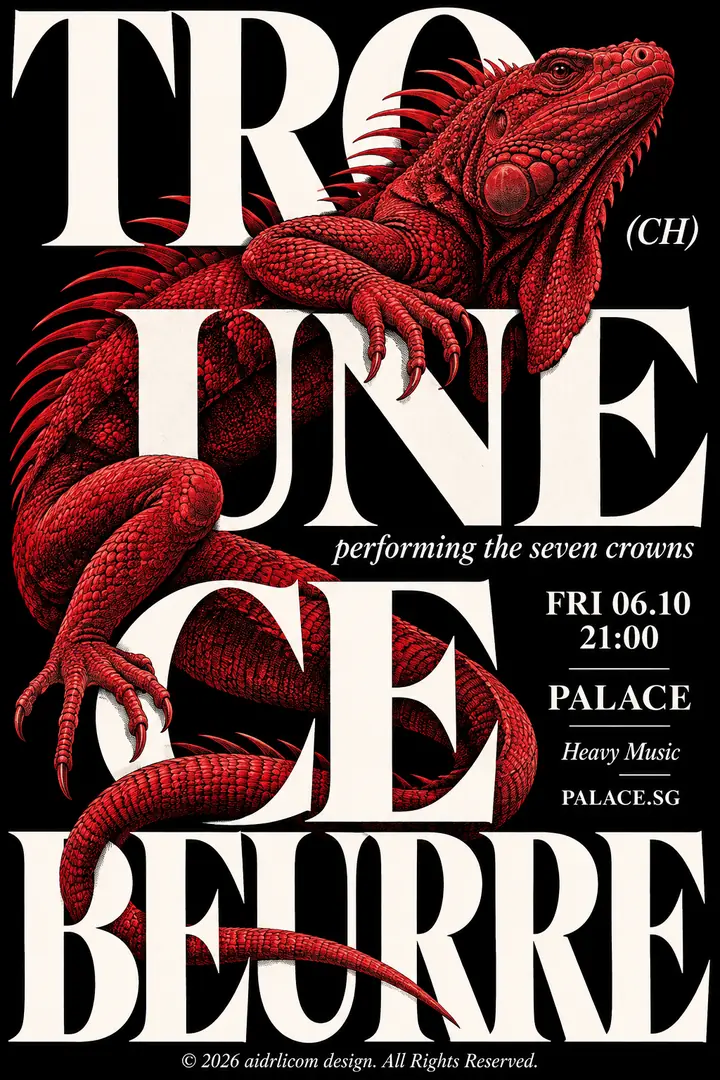 TRO
(CH)
UNE
performing the seven crowns
CE
FRI 06.10
21:00
PALACE
Heavy Music
PALACE.SG
BEURRE
© 2026 aidrlicom design. All Rights Reserved.